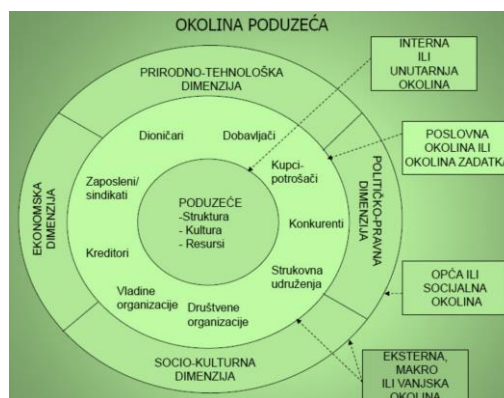 OKOLINA PODUZEĆA
INTERNA
ILI
UNUTARNJA
OKOLINA
PRIRODNO-TEHNOLOŠKA
DIMENZIJA
POSLOVNA
OKOLINA ILI
OKOLINA ZADATKA
Dioničari
Dobavljači
Kupci-
potrošači
Zaposleni/
sindikati
PODUZEĆE
-Struktura
- Kultura
- Resursi
Konkurenti
EKONOMSKA
DIMENZIJA
POLITIČKO-PRAVNA
DIMENZIJA
Kreditori
Strukovna
udruženja
Vladine
organizacije
Društvene
organizacije
OPĆA ILI
SOCIJALNA
OKOLINA
SOCIO-KULTURNA
DIMENZIJA
EKSTERNA,
MAKRO
ILI VANJSKA
OKOLINA